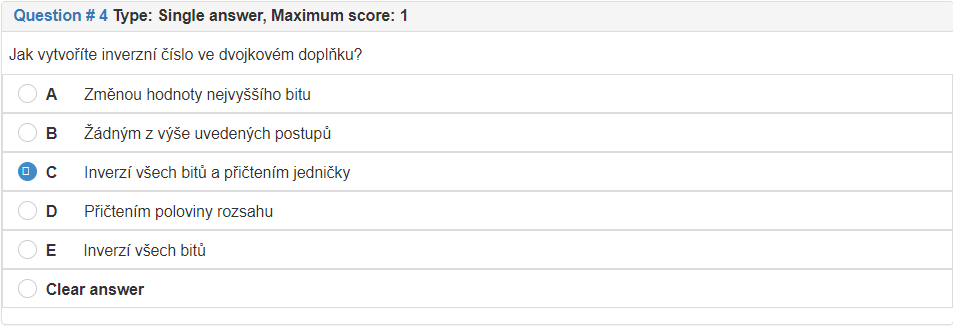 Question # 4 Type: Single answer, Maximum score: 1
Jak vytvoříte inverzní číslo ve dvojkovém doplňku?
A Změnou hodnoty nejvyššího bitu
B Žádným z výše uvedených postupů
C Inverzí všech bitů a přičtením jedničky
D Přičtením poloviny rozsahu
E Inverzí všech bitů
Clear answer